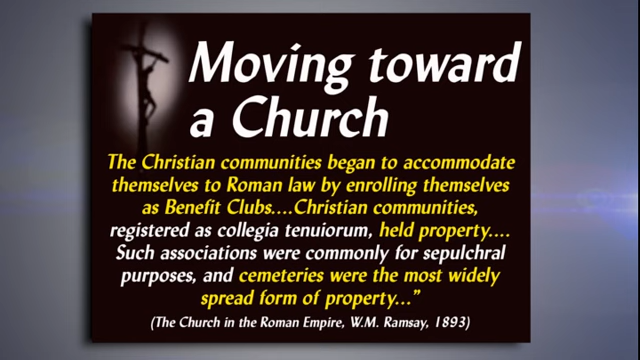 Moving toward
a Church
The Christian communities began to accommodate
themselves to Roman law by enrolling themselves
as Benefit Clubs....Christian communities,
registered as collegia tenuiorum, held property....
Such associations were commonly for sepulchral
purposes, and cemeteries were the most widely
spread form of property...”
(The Church in the Roman Empire, W.M. Ramsay, 1893)